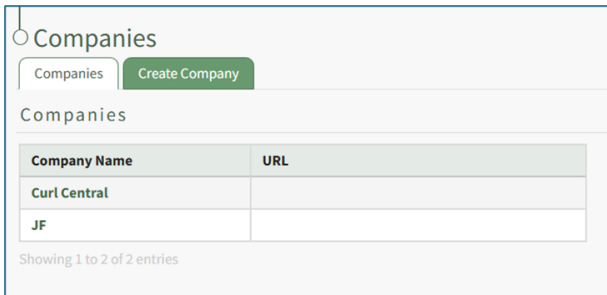 Companies
Companies Create Company
Companies
Company Name URL
Curl Central
JF
Showing 1 to 2 of 2 entries